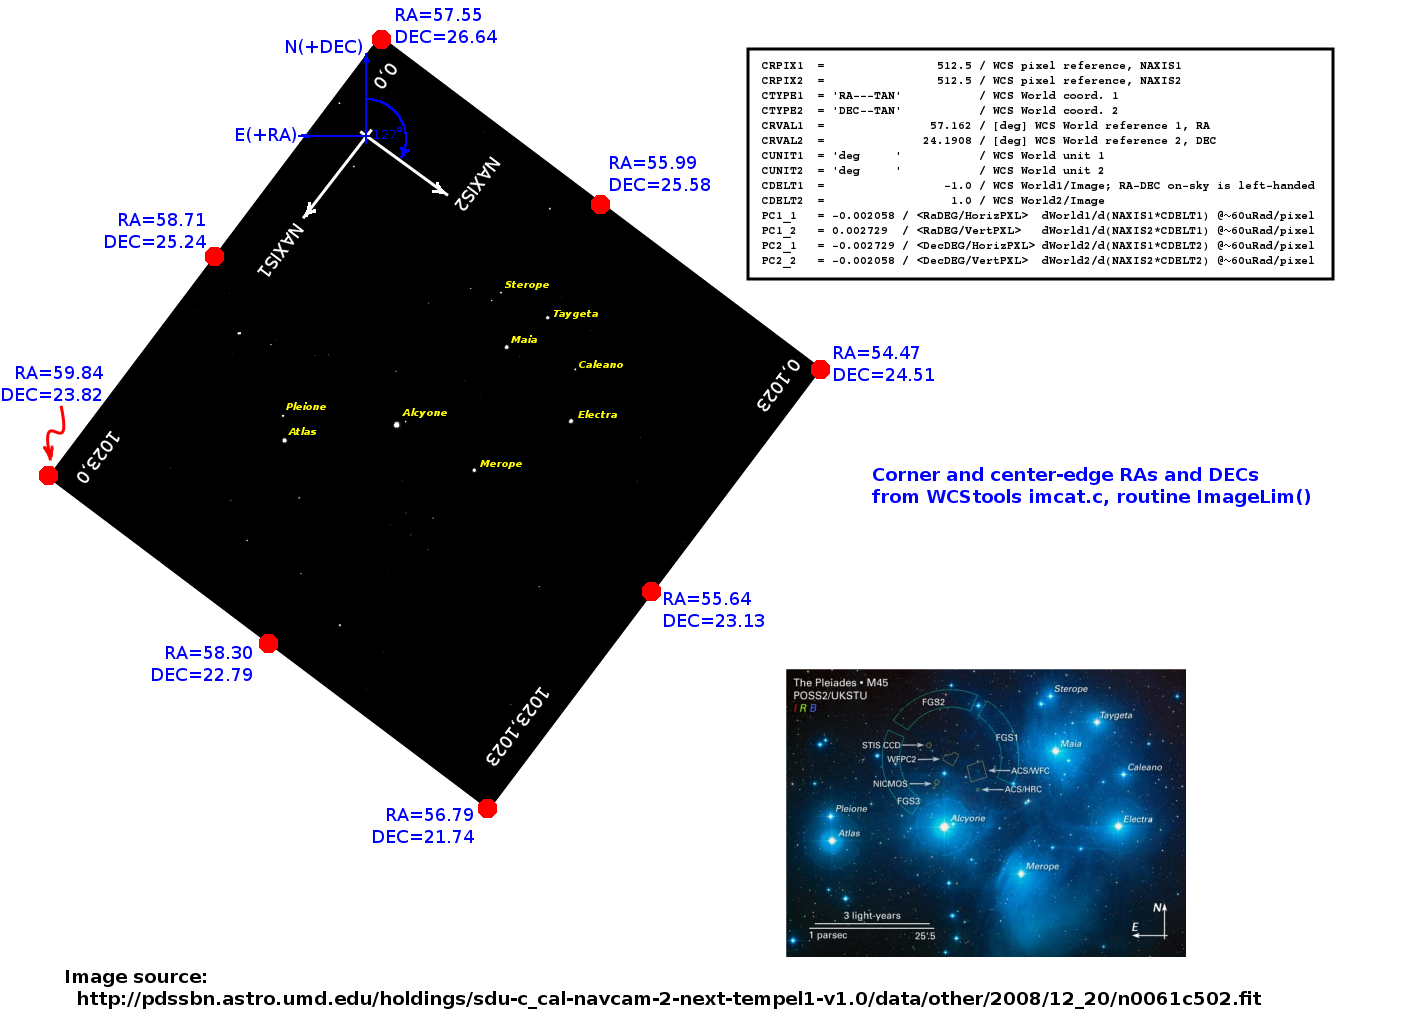 RA=57.55
DEC=26.64
N(+DEC)
0,0
E(+RA)
127°
NAXIS2
NAXIS1
RA=55.99
DEC=25.58
RA=58.71
DEC=25.24
CRPIX1  =                512.5 / WCS pixel reference, NAXIS1
CRPIX2  =                512.5 / WCS pixel reference, NAXIS2
CTYPE1  = 'RA---TAN'           / WCS World coord. 1
CTYPE2  = 'DEC--TAN'           / WCS World coord. 2
CRVAL1  =               57.162 / [deg] WCS World reference 1, RA
CRVAL2  =              24.1908 / [deg] WCS World reference 2, DEC
CUNIT1  = 'deg      '           / WCS World unit 1
CUNIT2  = 'deg      '           / WCS World unit 2
CDELT1  =                 -1.0 / WCS World1/Image; RA-DEC on-sky is left-handed
CDELT2  =                  1.0 / WCS World2/Image
PC1_1   = -0.002058 / <RaDEG/HorizPXL>  dWorld1/d(NAXIS1*CDELT1) @~60uRad/pixel
PC1_2   = 0.002729  / <RaDEG/VertPXL>   dWorld1/d(NAXIS2*CDELT1) @~60uRad/pixel
PC2_1   = -0.002729 / <DecDEG/HorizPXL> dWorld2/d(NAXIS1*CDELT2) @~60uRad/pixel
PC2_2   = -0.002058 / <DecDEG/VertPXL>  dWorld2/d(NAXIS2*CDELT2) @~60uRad/pixel
Sterope
Taygeta
Maia
Caleano
Pleione
Alcyone
Electra
Atlas
Merope
RA=54.47
DEC=24.51
0,1023
RA=59.84
DEC=23.82
1023,0
Corner and center-edge RAs and DECs
from WCStools imcat.c, routine ImageLim()
RA=55.64
DEC=23.13
RA=58.30
DEC=22.79
1023,1023
RA=56.79
DEC=21.74
The Pleiades • M45
POSS2/UKSTU
I R B
FGS2
Sterope
Taygeta
FGS1
STIS CCD
Maia
WFPC2
ACS/WFC
Caleano
NICMOS
ACS/HRC
FGS3
Pleione
Alcyone
Electra
Atlas
Merope
3 light-years
1 parsec
25'.5
N
E
Image source:
http://pdssbn.astro.umd.edu/holdings/sdu-c_cal-navcam-2-next-tempel1-v1.0/data/other/2008/12_20/n0061c502.fit